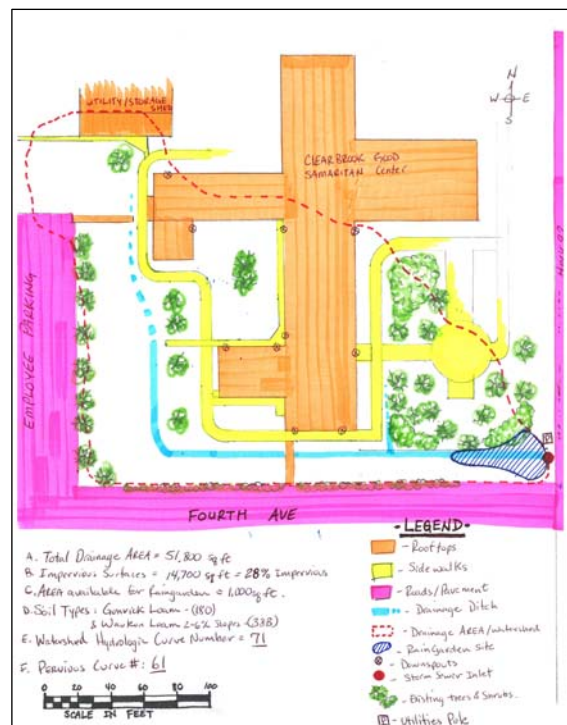 N
W E
S
UTILITY/STORAGE
SHED
CLEARBROOK GOOD
SAMARITAN Center
EMPLOYEE PARKING
FOURTH AVE
A. Total Drainage AREA = 51,800 sq ft
B. Impervious Surfaces = 14,700 sq ft = 28% Impervious
C. AREA available for Raingarden = 1,000 sq ft.
D. Soil Types: Gonvick Loam - (180)
& Waukon Loam 2-6% Slopes - (38B)
E. Watershed Hydrologic Curve Number = 71
F. Pervious Curve #: 61
0 20 40 60 80 100
SCALE IN FEET
- LEGEND -
- Rooftops
- Sidewalks
- Roads/Pavement
- Drainage Ditch
- Drainage AREA/watershed
- Rain Garden Site
- Downspouts
- Storm Sewer Inlet
- Existing trees & Shrubs.
P - Utilities Pole